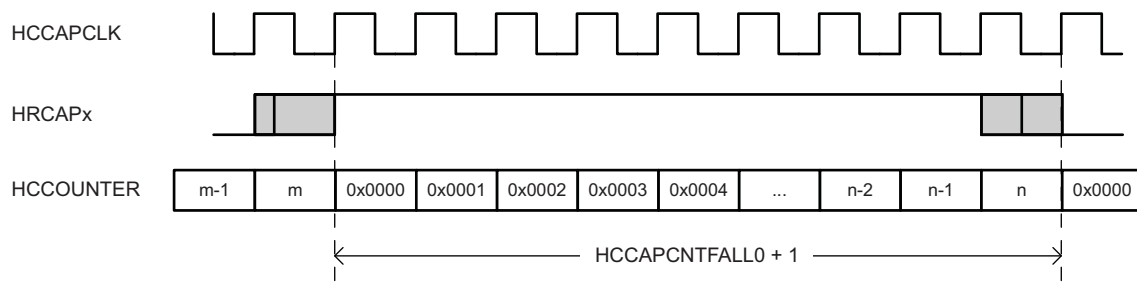 HCCAPCLK
HRCAPx
HCCOUNTER m-1 m 0x0000 0x0001 0x0002 0x0003 0x0004 ... n-2 n-1 n 0x0000
HCCAPCNTFALL0 + 1